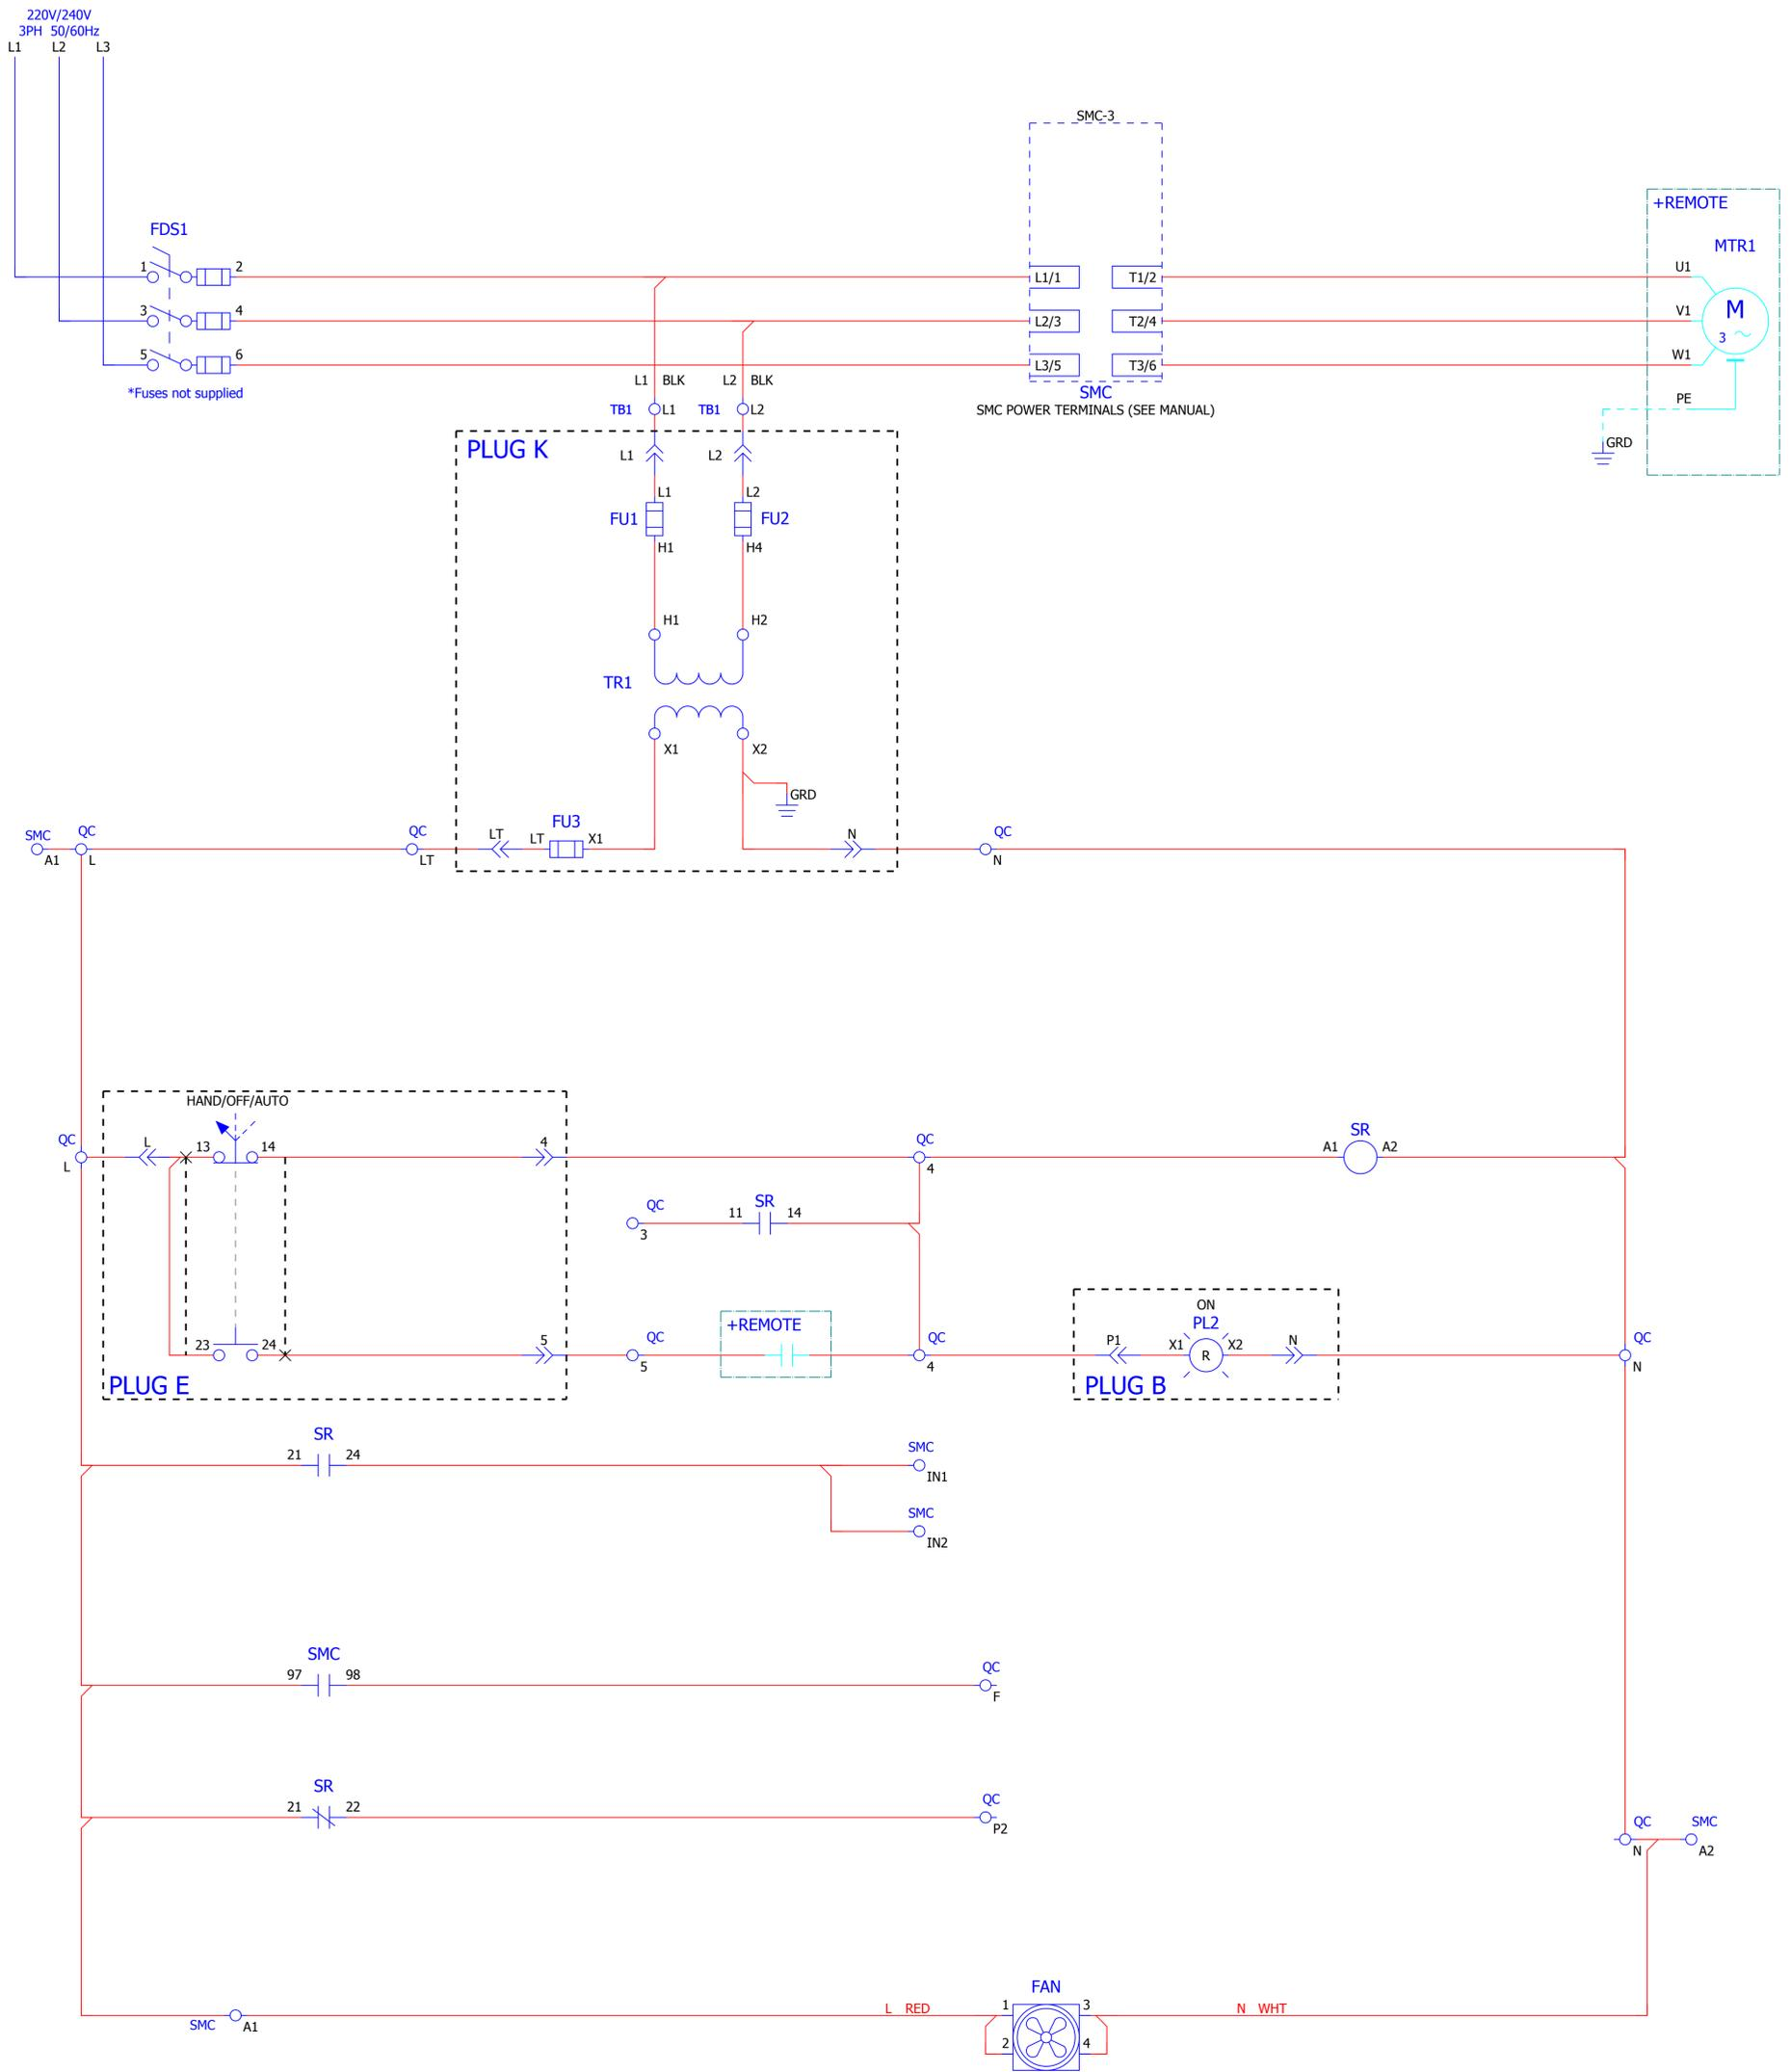 220V/240V
3PH 50/60Hz
L1 L2 L3
SMC-3
+REMOTE
MTR1
FDS1
1 2 L1/1 T1/2 U1
3 4 L2/3 T2/4 V1
M
3
5 6 L3/5 T3/6 W1
*Fuses not supplied
L1 BLK L2 BLK
SMC
SMC POWER TERMINALS (SEE MANUAL)
PE
GRD
TB1 L1 TB1 L2
PLUG K
L1 L2
L1 L2
FU1 FU2
H1 H4
H1 H2
TR1
X1 X2
GRD
SMC QC QC LT FU3 N QC
LT X1
A1 L LT N
HAND/OFF/AUTO
QC L 13 14 4 QC SR
A1 A2
L 4
QC SR
11 14
3
+REMOTE
ON
PL2
23 24 5 QC P1 X1 R X2 N QC
QC
5 4 N
PLUG E PLUG B
SR
21 24 SMC
IN1
SMC
IN2
SMC
97 98 QC
F
SR
21 22 QC
P2
QC SMC
N A2
FAN
L RED 1 3 N WHT
SMC A1
2 4